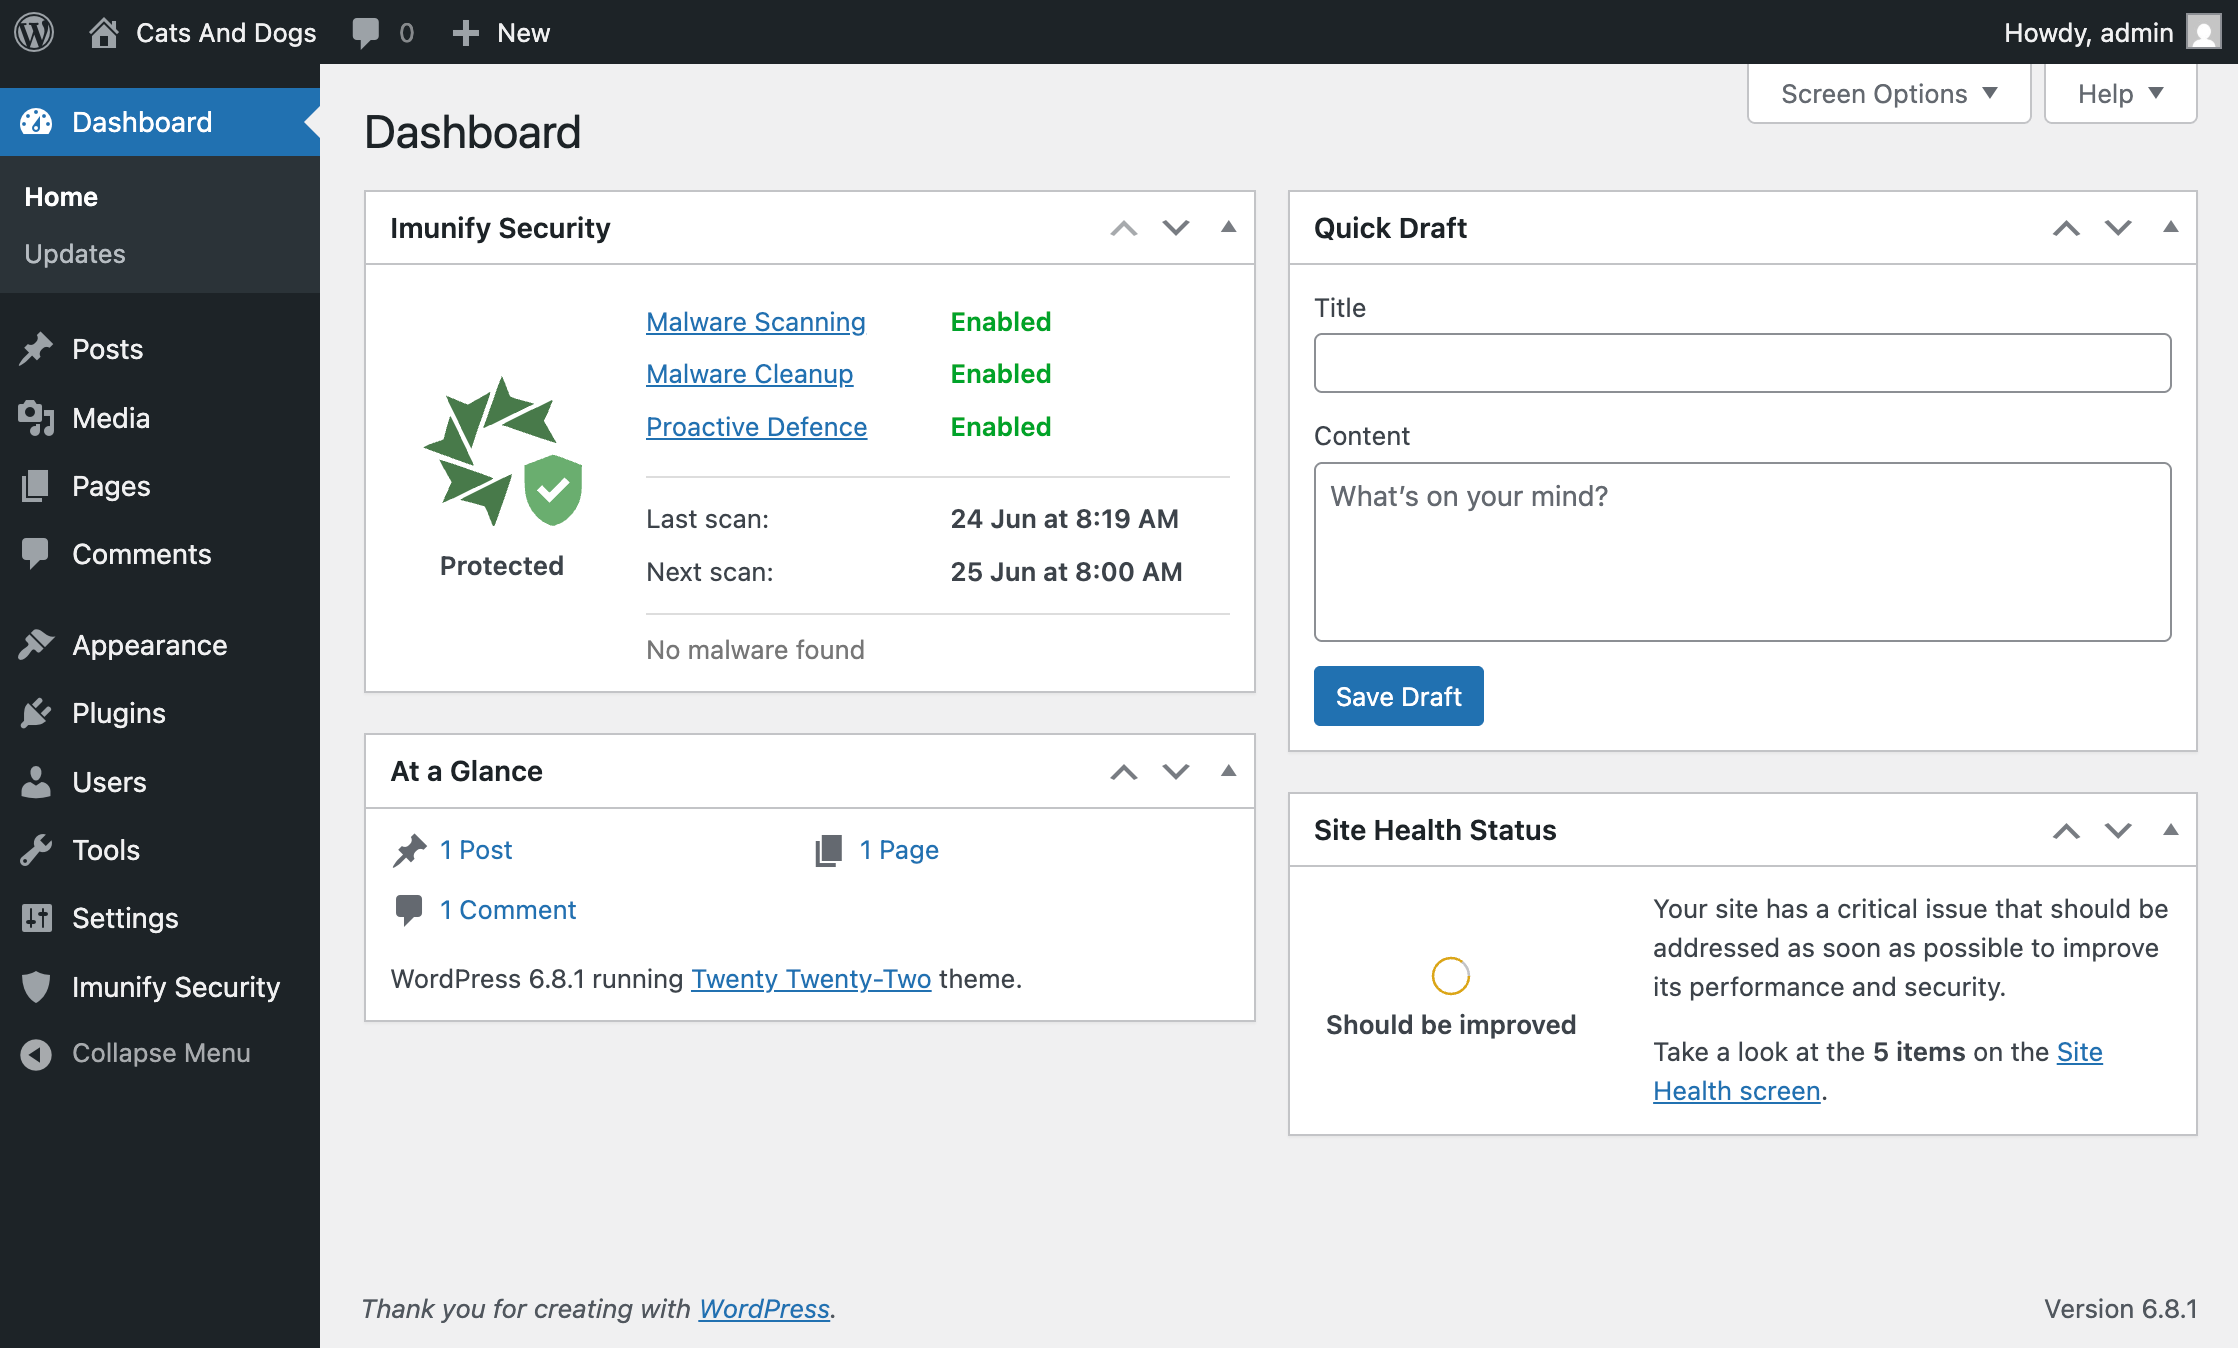 Cats And Dogs
0
New
Howdy, admin
Dashboard
Home
Updates
Posts
Media
Pages
Comments
Appearance
Plugins
Users
Tools
Settings
Imunify Security
Collapse Menu
Screen Options
Help
Dashboard
Imunify Security
Protected
Malware Scanning Enabled
Malware Cleanup Enabled
Proactive Defence Enabled
Last scan: 24 Jun at 8:19 AM
Next scan: 25 Jun at 8:00 AM
No malware found
At a Glance
1 Post
1 Page
1 Comment
WordPress 6.8.1 running Twenty Twenty-Two theme.
Quick Draft
Title
Content
What’s on your mind?
Save Draft
Site Health Status
Should be improved
Your site has a critical issue that should be
addressed as soon as possible to improve
its performance and security.
Take a look at the 5 items on the Site
Health screen.
Thank you for creating with WordPress.
Version 6.8.1